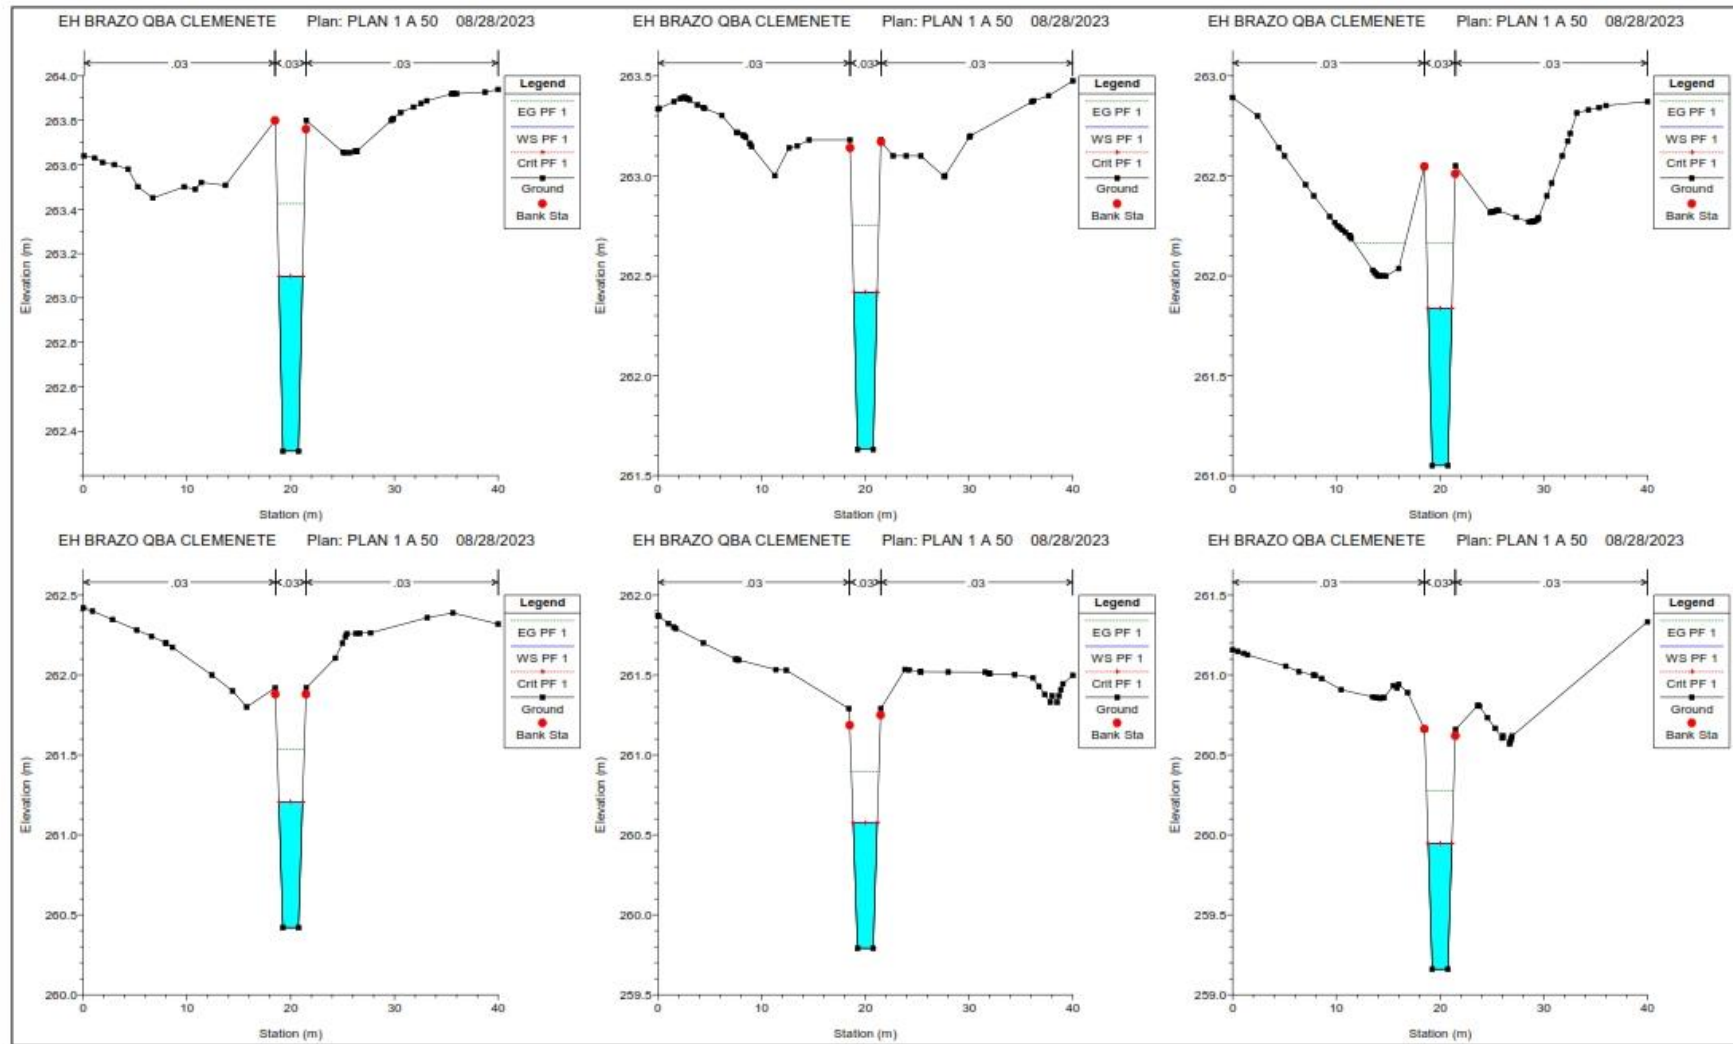 EH BRAZO QBA CLEMENETE Plan: PLAN 1 A 50 08/28/2023
.03 .03 .03
Legend
EG PF 1
WS PF 1
Crit PF 1
Ground
Bank Sta
Elevation (m)
264.0
263.8
263.6
263.4
263.2
263.0
262.8
262.6
262.4
0 10 20 30 40
Station (m)
EH BRAZO QBA CLEMENETE Plan: PLAN 1 A 50 08/28/2023
.03 .03 .03
Legend
EG PF 1
WS PF 1
Crit PF 1
Ground
Bank Sta
Elevation (m)
263.5
263.0
262.5
262.0
261.5
0 10 20 30 40
Station (m)
EH BRAZO QBA CLEMENETE Plan: PLAN 1 A 50 08/28/2023
.03 .03 .03
Legend
EG PF 1
WS PF 1
Crit PF 1
Ground
Bank Sta
Elevation (m)
263.0
262.5
262.0
261.5
261.0
0 10 20 30 40
Station (m)
EH BRAZO QBA CLEMENETE Plan: PLAN 1 A 50 08/28/2023
.03 .03 .03
Legend
EG PF 1
WS PF 1
Crit PF 1
Ground
Bank Sta
Elevation (m)
262.5
262.0
261.5
261.0
260.5
260.0
0 10 20 30 40
Station (m)
EH BRAZO QBA CLEMENETE Plan: PLAN 1 A 50 08/28/2023
.03 .03 .03
Legend
EG PF 1
WS PF 1
Crit PF 1
Ground
Bank Sta
Elevation (m)
262.0
261.5
261.0
260.5
260.0
259.5
0 10 20 30 40
Station (m)
EH BRAZO QBA CLEMENETE Plan: PLAN 1 A 50 08/28/2023
.03 .03 .03
Legend
EG PF 1
WS PF 1
Crit PF 1
Ground
Bank Sta
Elevation (m)
261.5
261.0
260.5
260.0
259.5
259.0
0 10 20 30 40
Station (m)